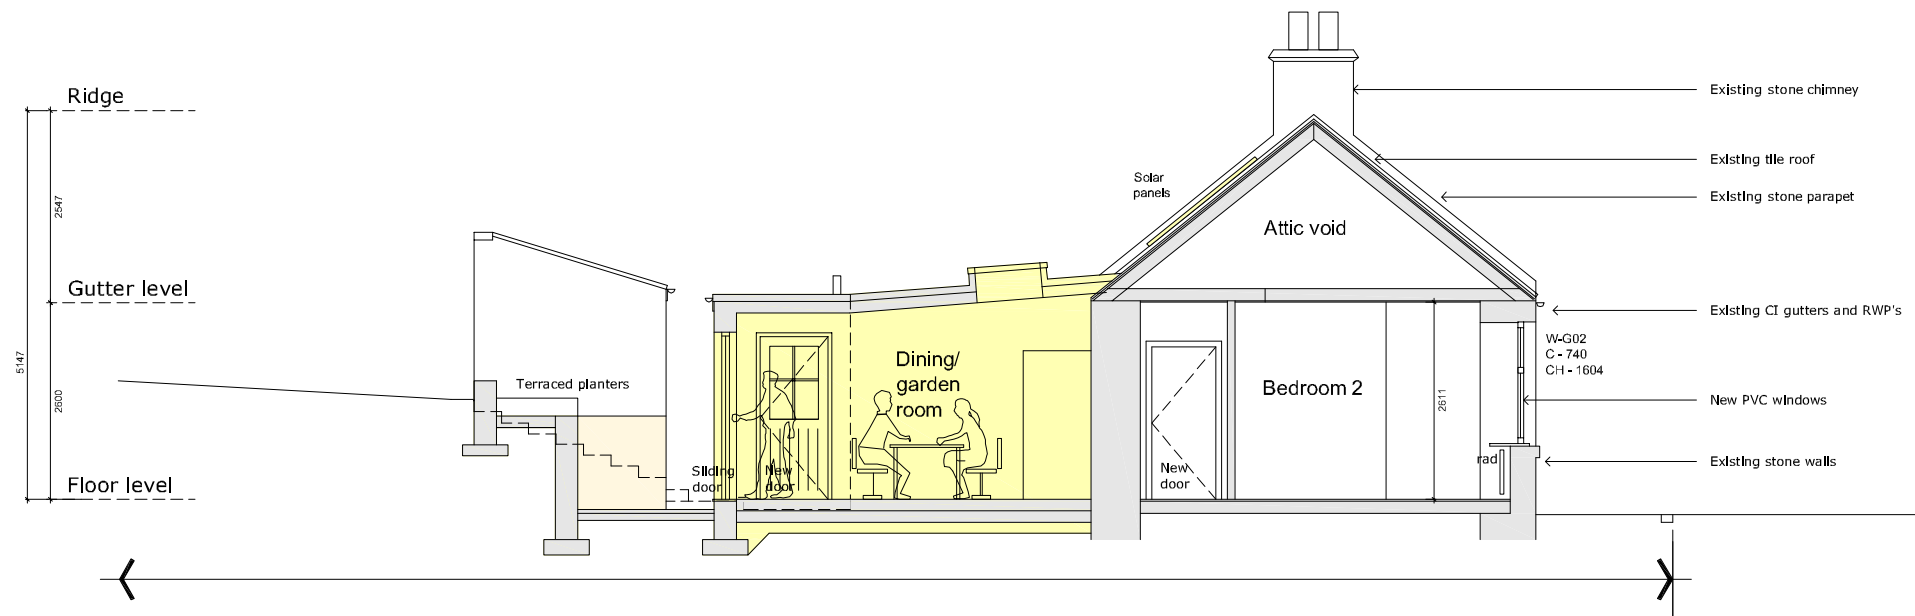 Ridge
Existing stone chimney
Existing tile roof
Solar
panels
Existing stone parapet
2547
Attic void
Gutter level
Existing CI gutters and RWP's
W-G02
C - 740
CH - 1604
5147
2600
Terraced planters
Dining/
garden
room
Bedroom 2
2611
New PVC windows
Sliding
door
New
door
New
door
rad
Existing stone walls
Floor level